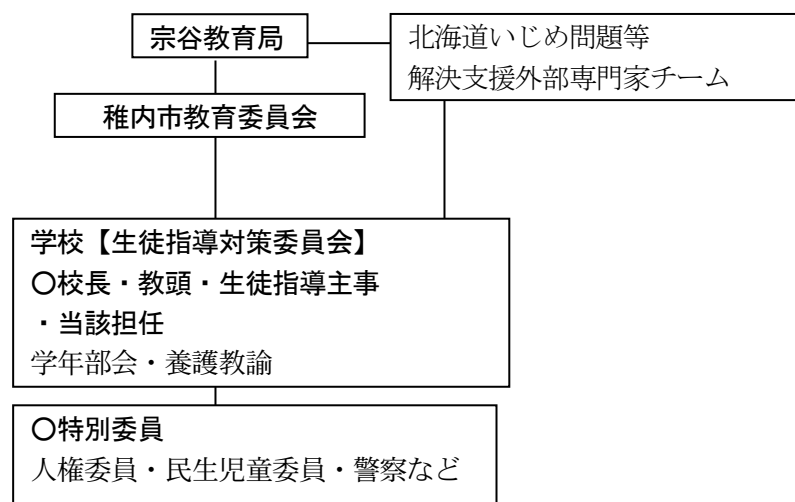 宗谷教育局
北海道いじめ問題等
解決支援外部専門家チーム
稚内市教育委員会
学校【生徒指導対策委員会】
○校長・教頭・生徒指導主事
・当該担任
学年部会・養護教諭
○特別委員
人権委員・民生児童委員・警察など